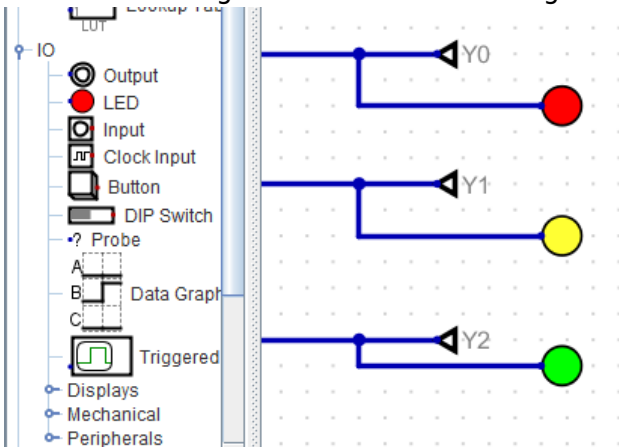 LUT
IO
Output
LED
Input
Clock Input
Button
DIP Switch
? Probe
A
B
C
Data Graph
Triggered
Displays
Mechanical
Peripherals
Y0
Y1
Y2